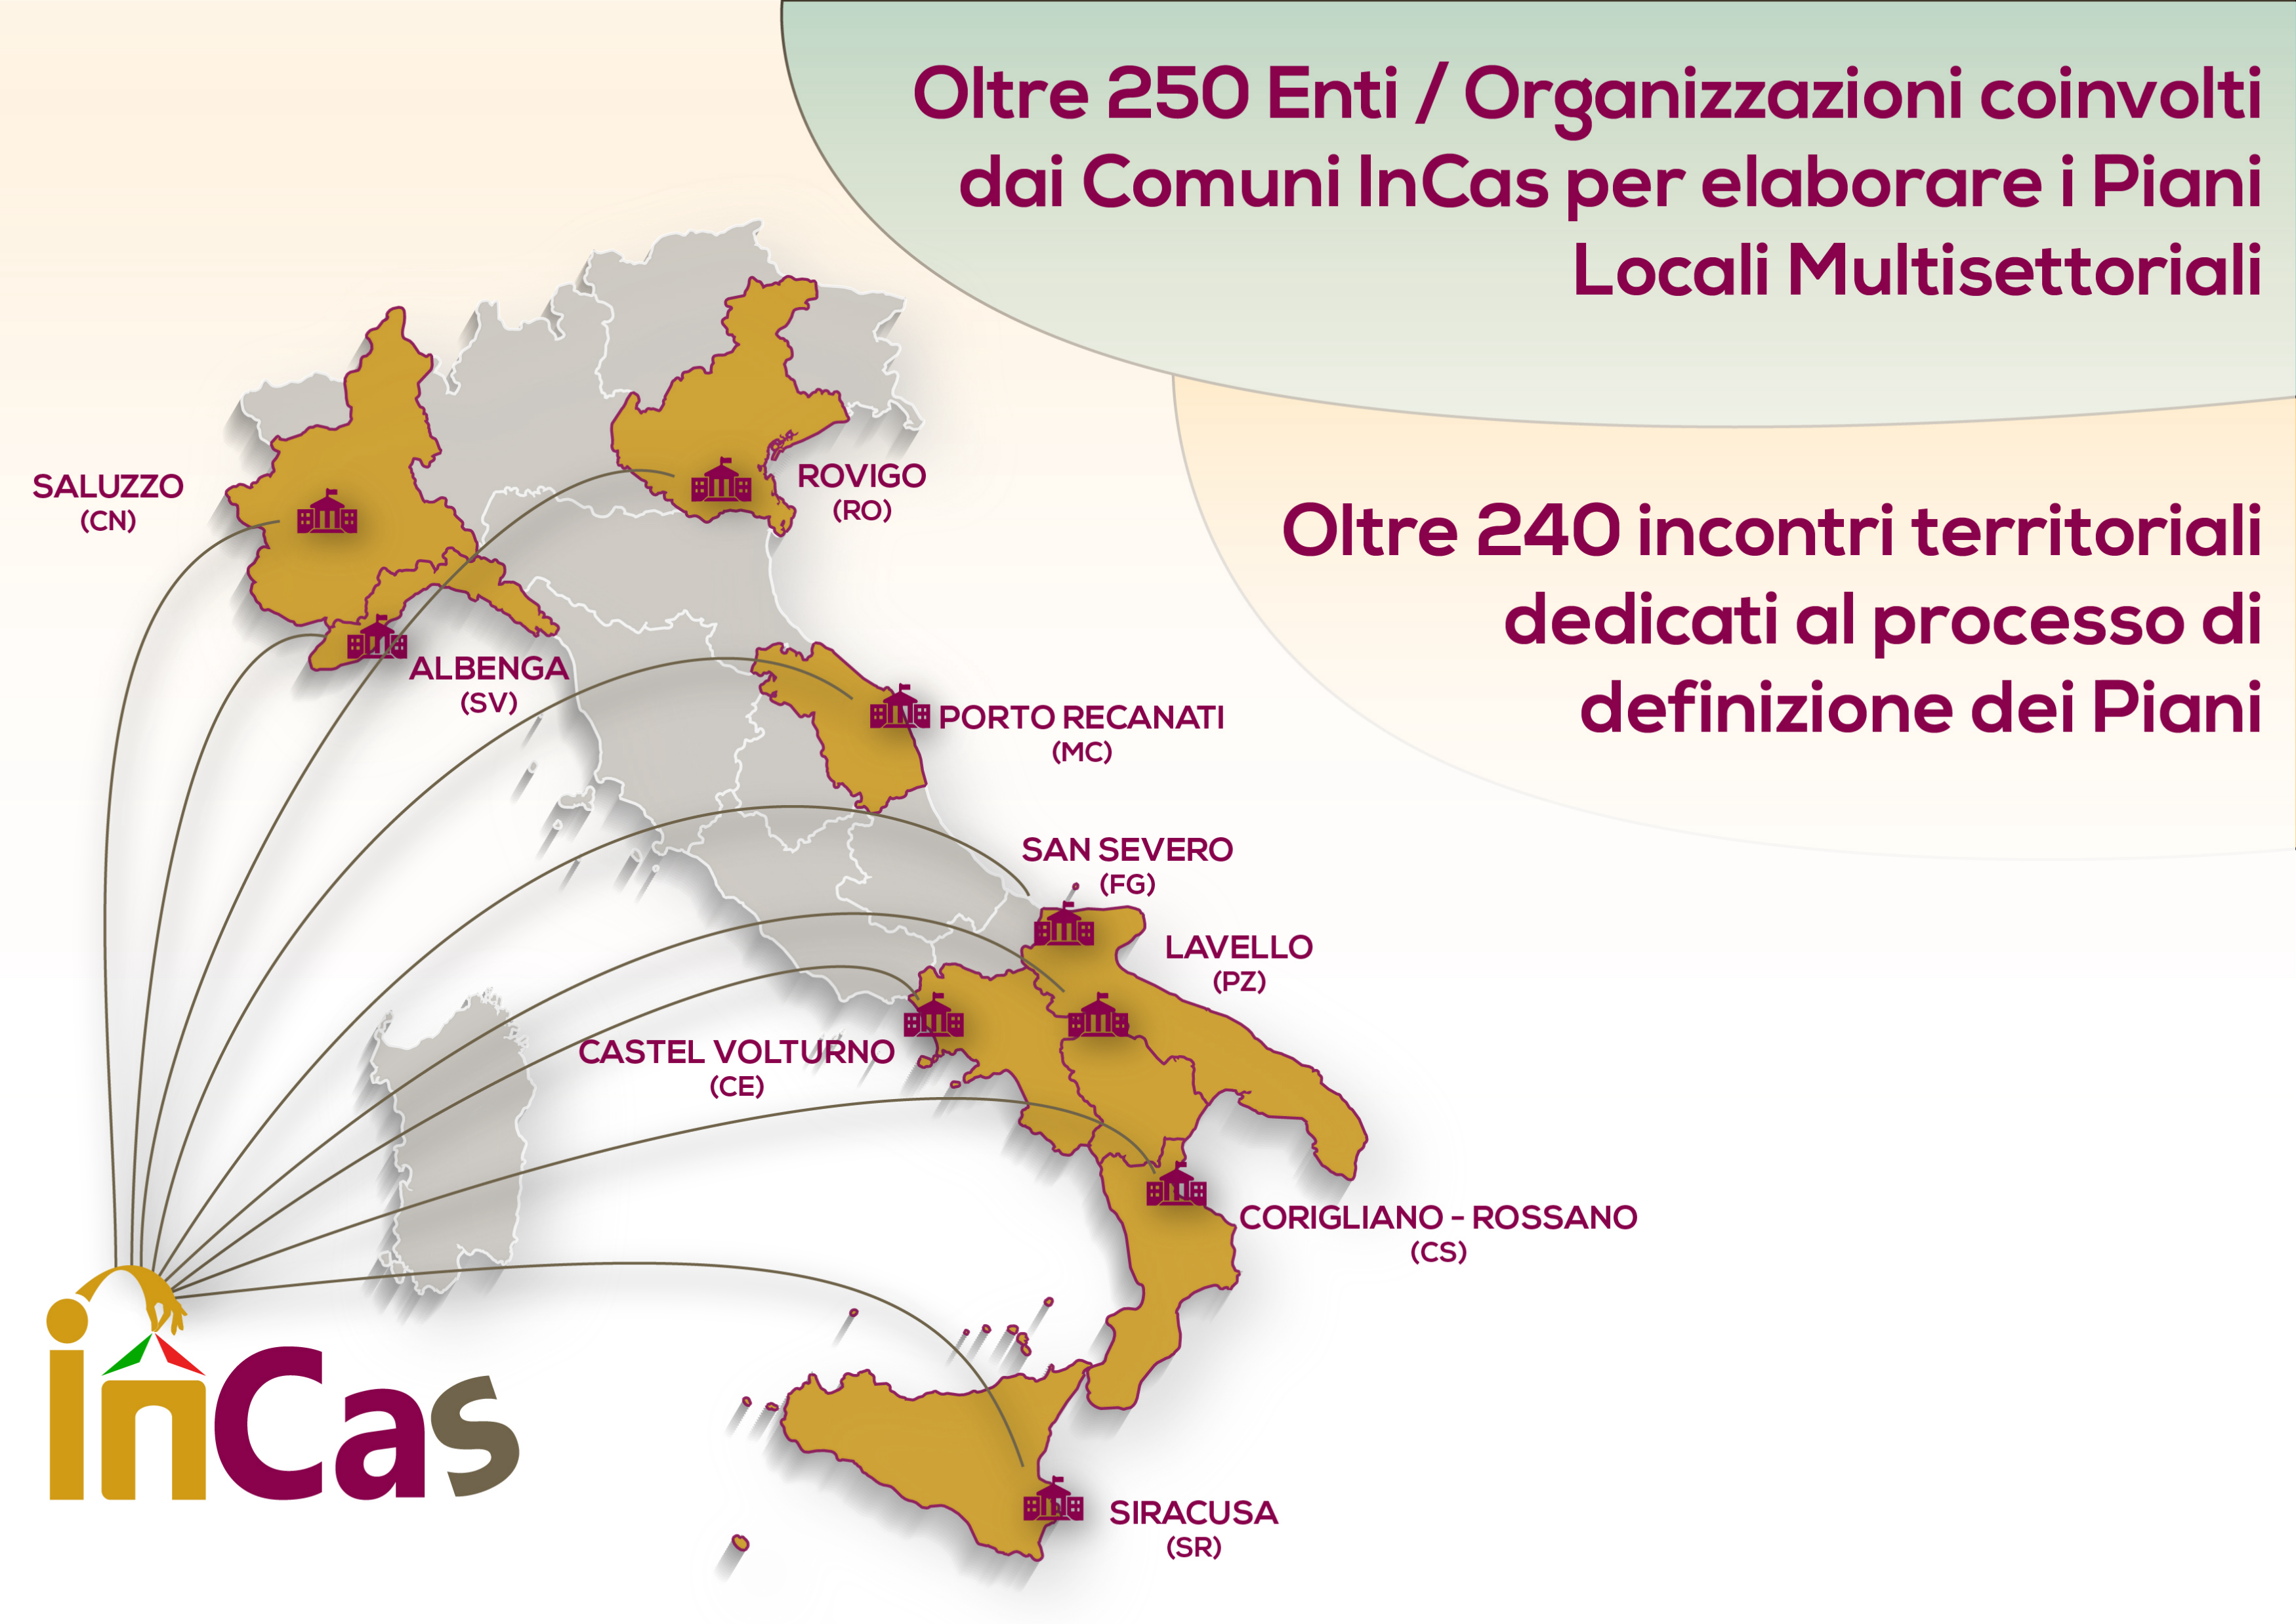 Oltre 250 Enti / Organizzazioni coinvolti
dai Comuni InCas per elaborare i Piani
Locali Multisettoriali
Oltre 240 incontri territoriali
dedicati al processo di
definizione dei Piani
SALUZZO
(CN)
ROVIGO
(RO)
ALBENGA
(SV)
PORTO RECANATI
(MC)
SAN SEVERO
(FG)
LAVELLO
(PZ)
CASTEL VOLTURNO
(CE)
CORIGLIANO - ROSSANO
(CS)
inCas
SIRACUSA
(SR)